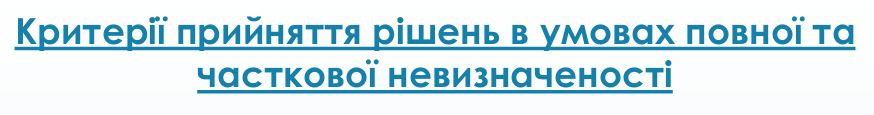 Критерії прийняття рішень в умовах повної та
часткової невизначеності